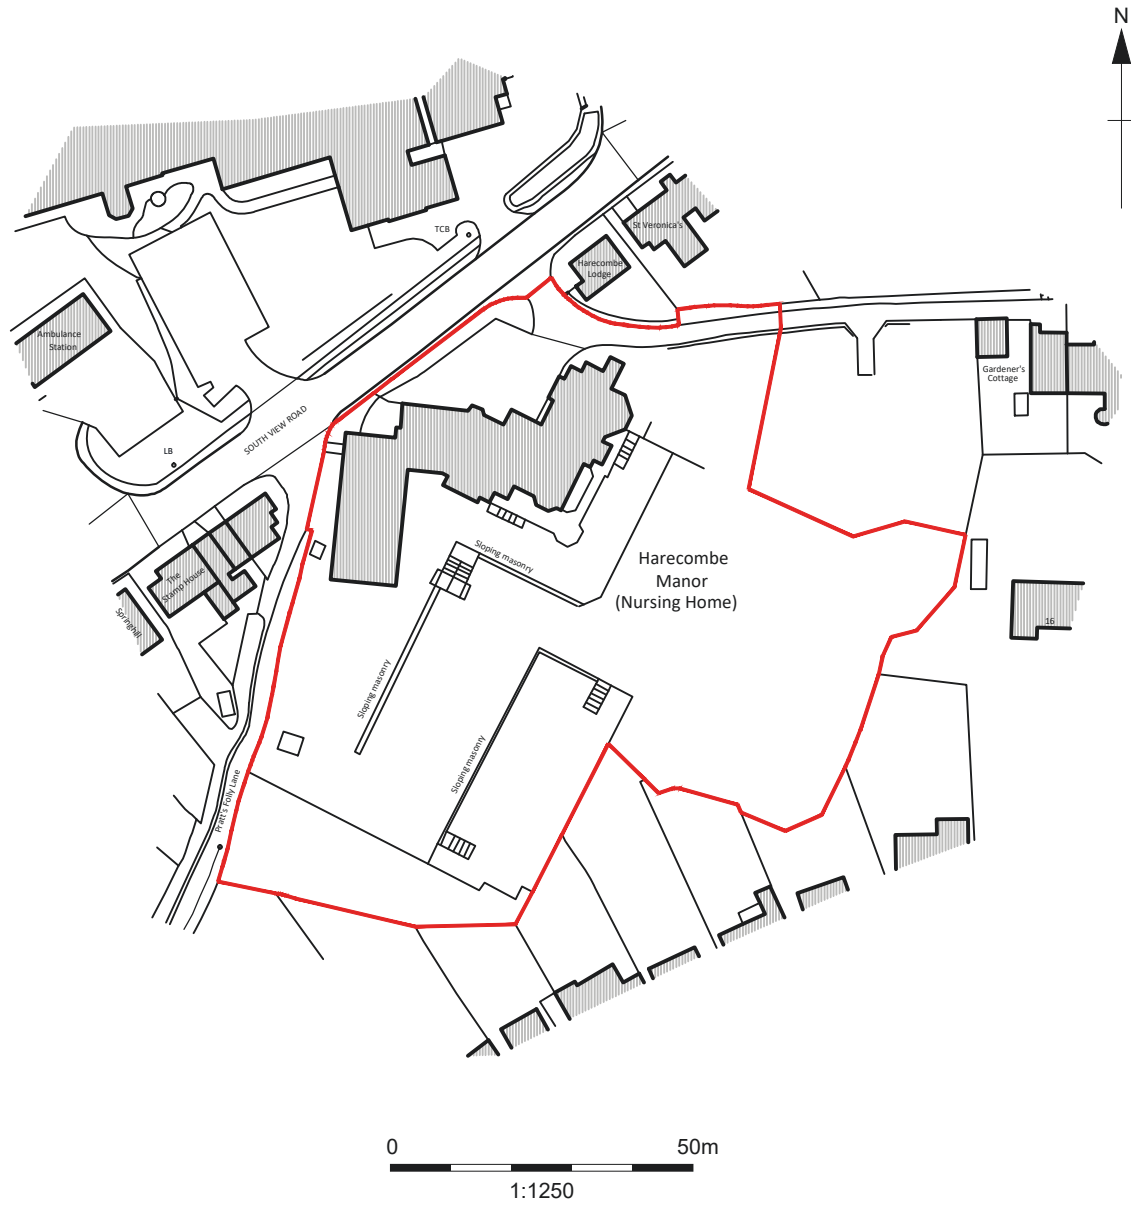 N
TCB
St Veronica's
Harecombe
Lodge
Ambulance
Station
Gardener's
Cottage
SOUTH VIEW ROAD
LB
Sloping masonry
Harecombe
Manor
(Nursing Home)
The
Stamp House
Springhill
16
Sloping masonry
Sloping masonry
Pratt's Folly Lane
0
50m
1:1250